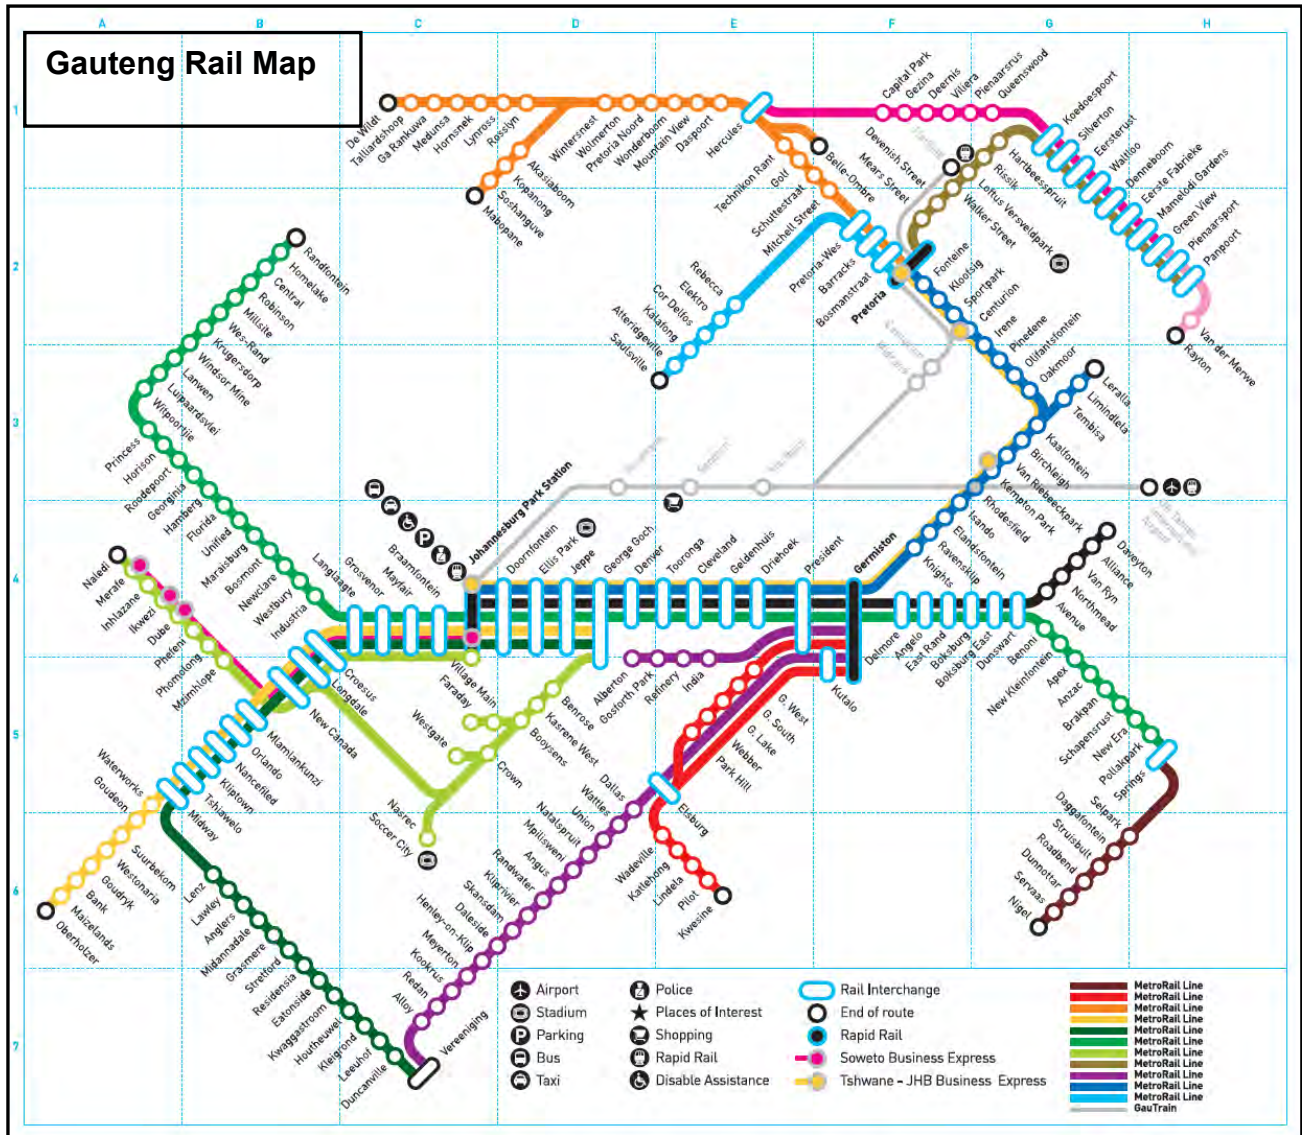 A B C D E F G H
Gauteng Rail Map
1
2
3
4
5
6
7
De Wildt
Talliardshoop
Ga Rankuwa
Medunsa
Hornsnek
Lynross
Rosslyn
Akasiaboom
Kopanong
Soshanguve
Mabopane
Wintersnest
Wolmerton
Pretoria Noord
Wonderboom
Mountain View
Daspoort
Hercules
Capital Park
Gezina
Deernis
Viliera
Pienaarsrus
Queenswood
Koedoespoort
Silverton
Eersterust
Waltloo
Denneboom
Eerste Fabrieke
Mamelodi Gardens
Green View
Pienaarsport
Panpoort
Van der Merwe
Rayton
Belle-Ombre
Technikon Rant
Golf
Schuttestraat
Mitchell Street
Pretoria-Wes
Barracks
Bosmanstraat
Pretoria
Devenish Street
Mears Street
Hartbeesspruit
Rissik
Loftus Versveldpark
Walker Street
Rebecca
Elektro
Cor Delfos
Kalafong
Atteridgeville
Saulsville
Fonteine
Kloofsig
Sportpark
Centurion
Irene
Pinedene
Olifantsfontein
Oakmoor
Leralla
Limindlela
Tembisa
Kaalfontein
Birchleigh
Van Riebeeckpark
Kempton Park
Rhodesfield
Isando
Elandsfontein
Ravensklip
Knights
Randfontein
Homelake
Central
Robinson
Millsite
Wes-Rand
Krugersdorp
Windsor Mine
Lanwen
Luipaardsvlei
Witpoortjie
Princess
Horison
Roodepoort
Georginia
Hamberg
Florida
Unified
Maraisburg
Bosmont
Newclare
Westbury
Industria
Langlaagte
Grosvenor
Mayfair
Braamfontein
Johannesburg Park Station
Doornfontein
Ellis Park
Jeppe
George Goch
Denver
Tooronga
Cleveland
Geldenhuis
Driehoek
President
Germiston
Delmore
Anglo
East Rand
Boksburg
Boksburg East
Dunswart
Daveyton
Alliance
Van Ryn
Northmead
Avenue
Benoni
New Kleinfontein
Apex
Anzac
Brakpan
Schapensrust
New Era
Pollakpark
Springs
Selpark
Daggafontein
Struisbult
Roadbend
Dunnottar
Servaas
Nigel
Naledi
Merafe
Inhlazane
Ikwezi
Dube
Phefeni
Phomolong
Mzimhlope
Croesus
Longdale
New Canada
Mlamlankunzi
Orlando
Nancefiled
Kliptown
Tshiawelo
Midway
Waterworks
Goudeon
Suurbekom
Westonaria
Goudryk
Bank
Maizelands
Oberholzer
Lenz
Lawley
Anglers
Midannadale
Grasmere
Stretford
Residensia
Eatonside
Kwaggastroom
Houtheuwel
Kleigrond
Leeuhof
Duncanville
Vereeniging
Village Main
Faraday
Westgate
Crown
Booysens
Kasrene West
Benrose
Nasrec
Soccer City
Alberton
Gosforth Park
Refinery
India
Kutalo
G. West
G. South
G. Lake
Webber
Park Hill
Elsburg
Wadeville
Katlehong
Lindela
Pilot
Kwesine
Dallas
Wattles
Union
Natalspruit
Mpilisweni
Angus
Randwater
Kliprivier
Skansdam
Daleside
Henley-on-Klip
Meyerton
Kookrus
Redan
Alloy
Airport
Stadium
Parking
Bus
Taxi
Police
Places of Interest
Shopping
Rapid Rail
Disable Assistance
Rail Interchange
End of route
Rapid Rail
Soweto Business Express
Tshwane - JHB Business Express
MetroRail Line
MetroRail Line
MetroRail Line
MetroRail Line
MetroRail Line
MetroRail Line
MetroRail Line
MetroRail Line
MetroRail Line
MetroRail Line
MetroRail Line
GauTrain